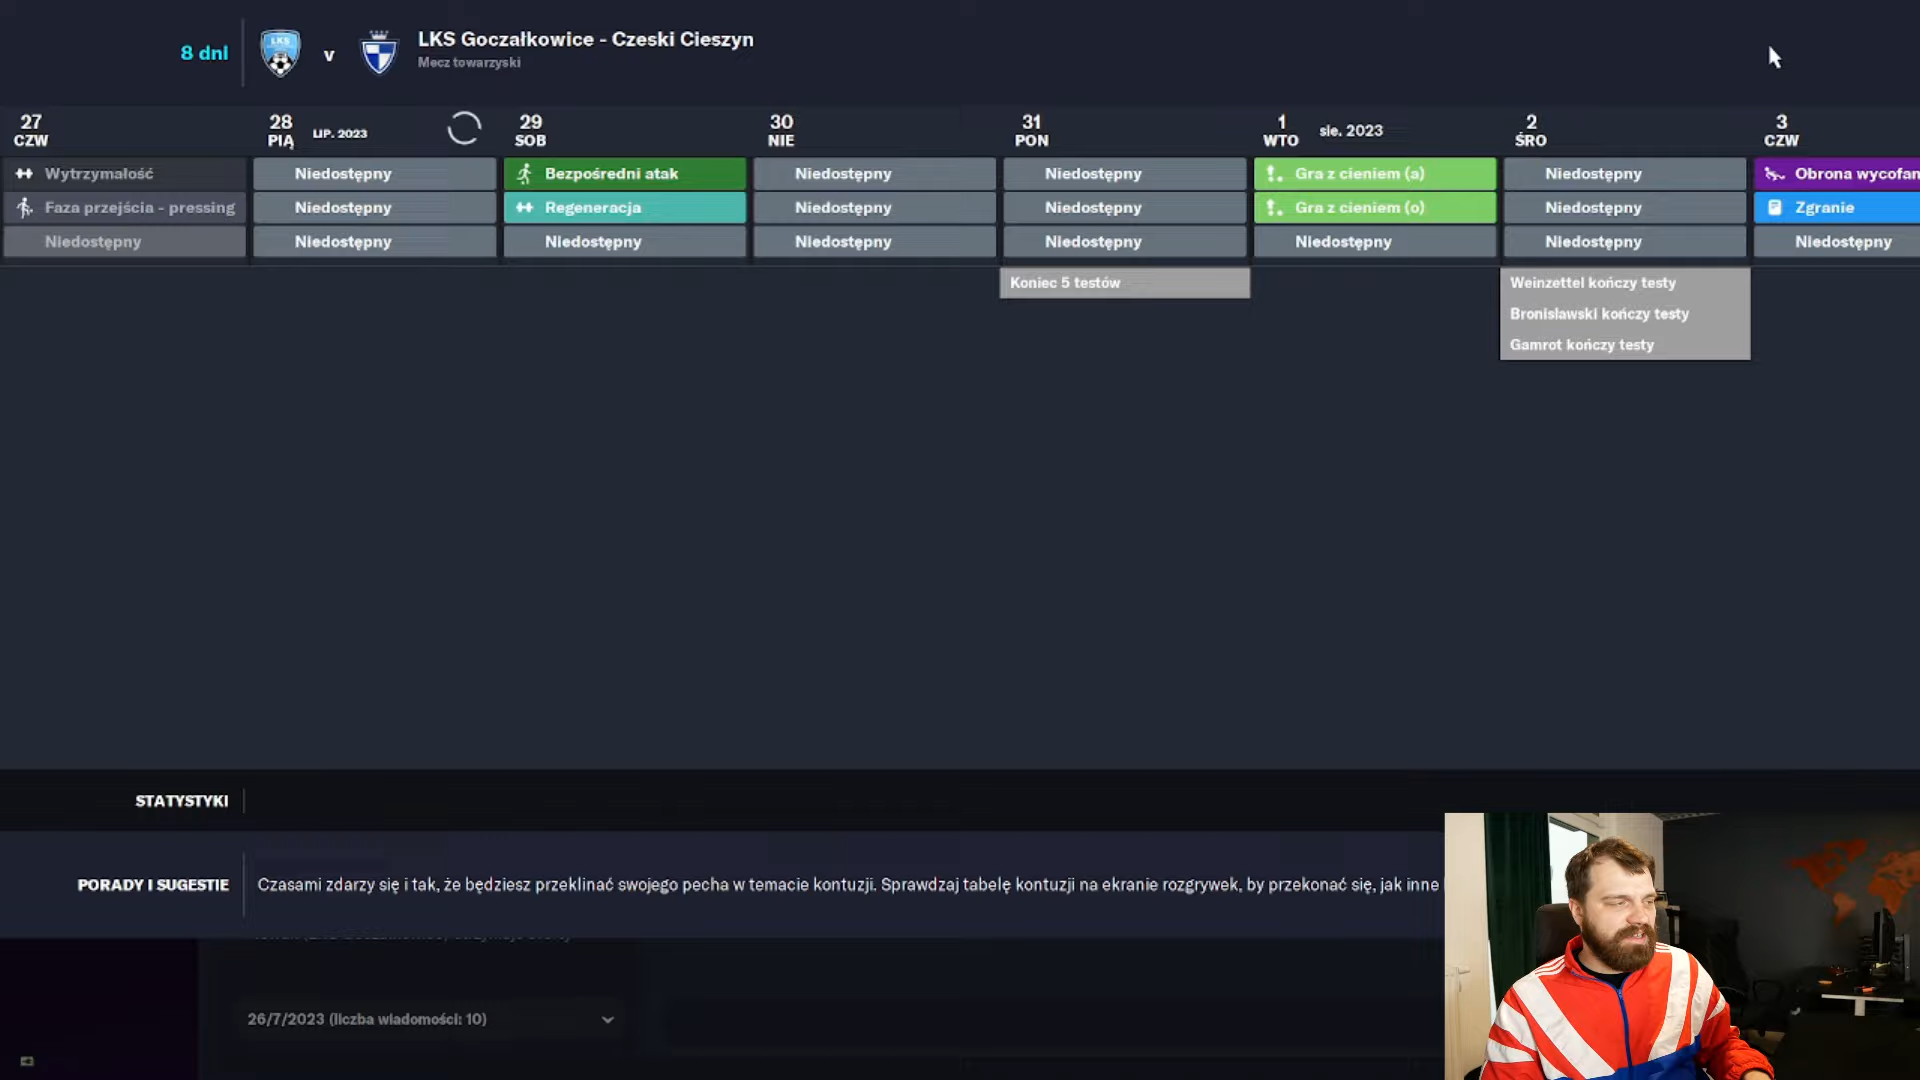 8 dni
LKS
v
LKS Goczałkowice - Czeski Cieszyn
Mecz towarzyski
27
CZW
28
PIĄ
LIP. 2023
29
SOB
30
NIE
31
PON
1
WTO
sie. 2023
2
ŚRO
3
CZW
Wytrzymałość
Niedostępny
Bezpośredni atak
Niedostępny
Niedostępny
Gra z cieniem (a)
Niedostępny
Obrona wycofan
Faza przejścia - pressing
Niedostępny
Regeneracja
Niedostępny
Niedostępny
Gra z cieniem (o)
Niedostępny
Zgranie
Niedostępny
Niedostępny
Niedostępny
Niedostępny
Niedostępny
Niedostępny
Niedostępny
Niedostępny
Koniec 5 testów
Weinzettel kończy testy
Bronislawski kończy testy
Gamrot kończy testy
STATYSTYKI
PORADY I SUGESTIE
Czasami zdarzy się i tak, że będziesz przeklinać swojego pecha w temacie kontuzji. Sprawdzaj tabelę kontuzji na ekranie rozgrywek, by przekonać się, jak inne
26/7/2023 (liczba wiadomości: 10)